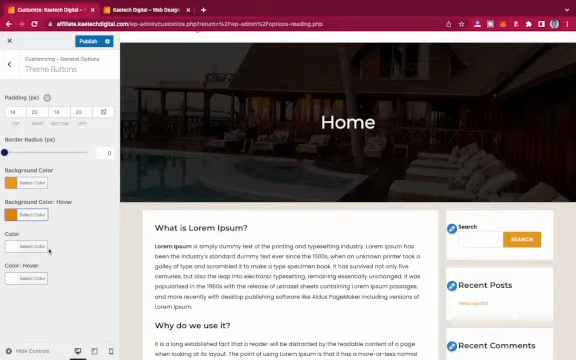 Customize: Kaetech Digital – W
Kaetech Digital – Web Design
affiliate.kaetechdigital.com/wp-admin/customize.php?return=%2Fwp-admin%2Foptions-reading.php
Publish
Customizing • General Options
Theme Buttons
Padding (px)
14 20 14 20
TOP RIGHT BOTTOM LEFT
Border Radius (px)
0
Background Color
Select Color
Background Color: Hover
Select Color
Color
Select Color
Color: Hover
Select Color
Hide Controls
Home
What is Lorem Ipsum?
Lorem Ipsum is simply dummy text of the printing and typesetting industry. Lorem Ipsum has
been the industry's standard dummy text ever since the 1500s, when an unknown printer took a
galley of type and scrambled it to make a type specimen book. It has survived not only five
centuries, but also the leap into electronic typesetting, remaining essentially unchanged. It was
popularised in the 1960s with the release of Letraset sheets containing Lorem Ipsum passages,
and more recently with desktop publishing software like Aldus PageMaker including versions of
Lorem Ipsum.
Why do we use it?
It is a long established fact that a reader will be distracted by the readable content of a page
when looking at its layout. The point of using Lorem Ipsum is that it has a more-or-less normal
Search
SEARCH
Recent Posts
Hello world!
Recent Comments